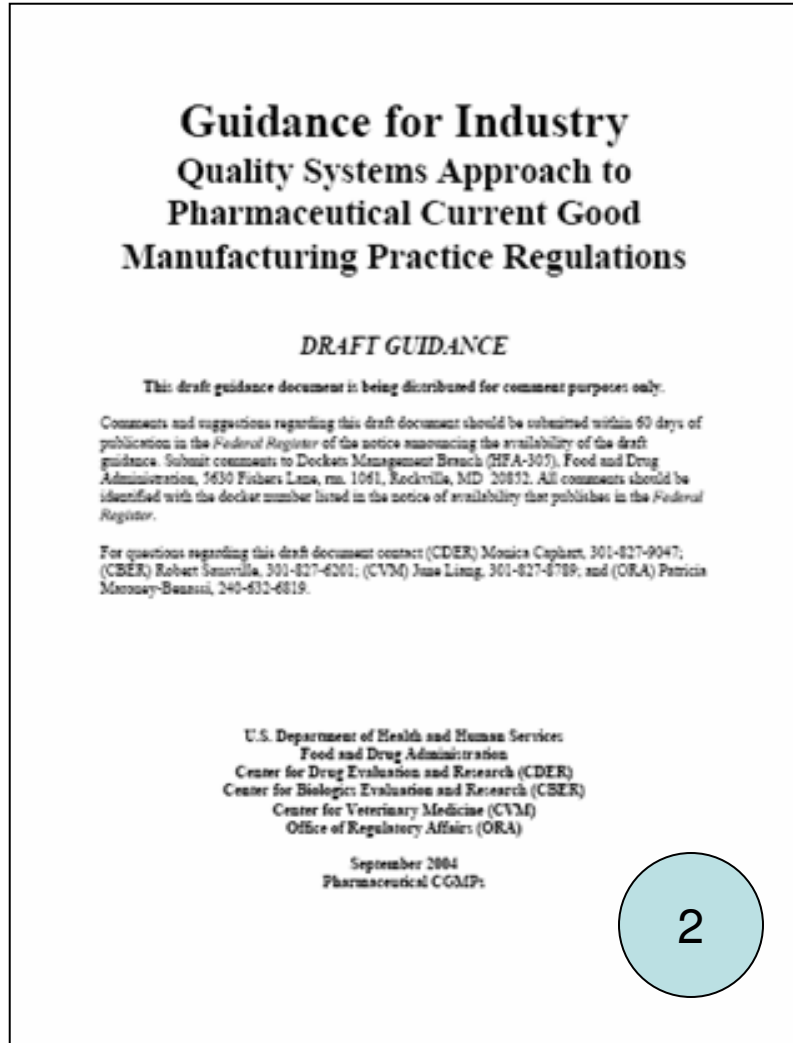 Guidance for Industry
Quality Systems Approach to
Pharmaceutical Current Good
Manufacturing Practice Regulations
DRAFT GUIDANCE
This draft guidance document is being distributed for comment purposes only.
Comments and suggestions regarding this draft document should be submitted within 60 days of
publication in the Federal Register of the notice announcing the availability of the draft
guidance. Submit comments to Dockets Management Branch (HFA-305), Food and Drug
Administration, 5630 Fishers Lane, rm. 1061, Rockville, MD 20852. All comments should be
identified with the docket number listed in the notice of availability that publishes in the Federal
Register.
For questions regarding this draft document contact (CDER) Monica Caphart, 301-827-9047;
(CBER) Robert Sausville, 301-827-6201; (CVM) June Liang, 301-827-8789; and (ORA) Patricia
Maroney-Benassi, 240-632-6819.
U.S. Department of Health and Human Services
Food and Drug Administration
Center for Drug Evaluation and Research (CDER)
Center for Biologics Evaluation and Research (CBER)
Center for Veterinary Medicine (CVM)
Office of Regulatory Affairs (ORA)
September 2004
Pharmaceutical CGMPs
2